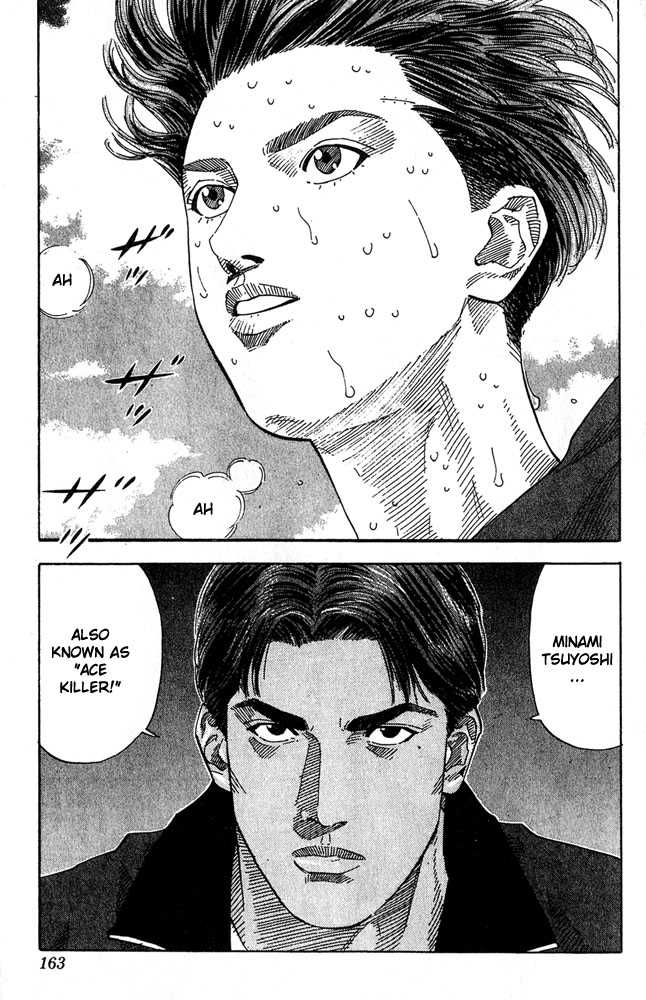 AH
AH
MINAMI
TSUYOSHI
...
ALSO
KNOWN AS
"ACE
KILLER!"
163